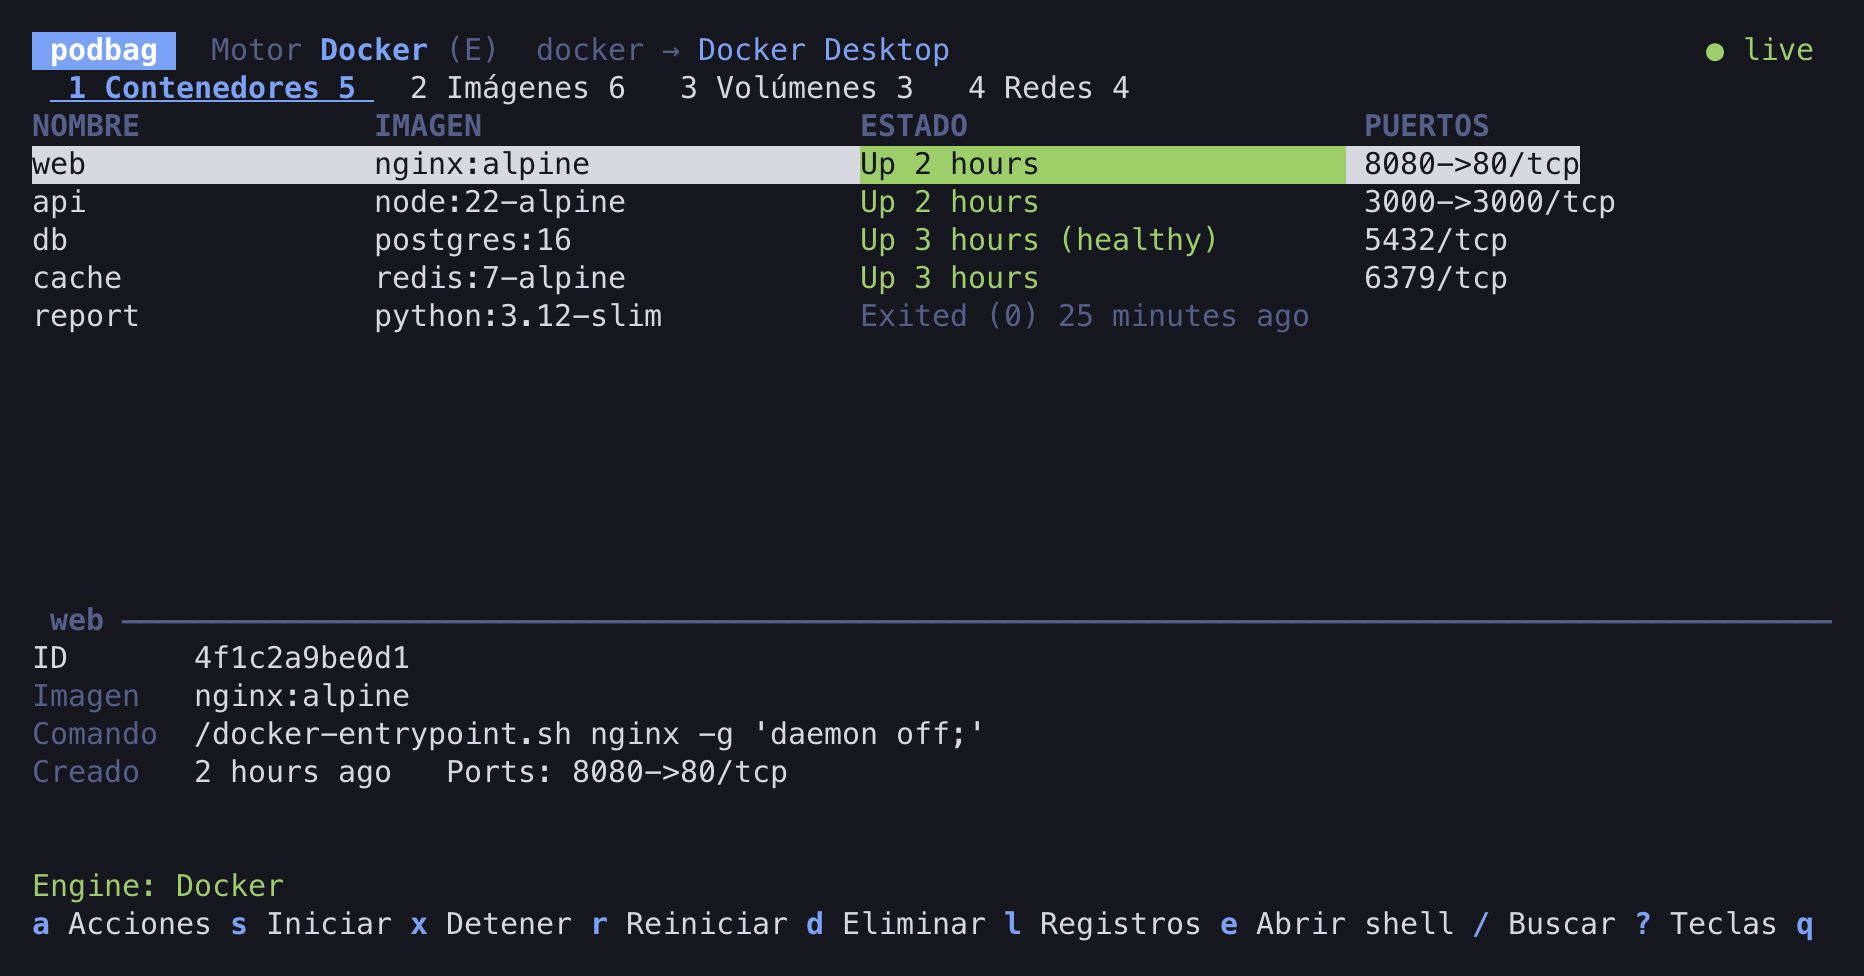 podbag Motor Docker (E) docker → Docker Desktop ● live
1 Contenedores 5 2 Imágenes 6 3 Volúmenes 3 4 Redes 4
NOMBRE IMAGEN ESTADO PUERTOS
web nginx:alpine Up 2 hours 8080->80/tcp
api node:22-alpine Up 2 hours 3000->3000/tcp
db postgres:16 Up 3 hours (healthy) 5432/tcp
cache redis:7-alpine Up 3 hours 6379/tcp
report python:3.12-slim Exited (0) 25 minutes ago
web
ID 4f1c2a9be0d1
Imagen nginx:alpine
Comando /docker-entrypoint.sh nginx -g 'daemon off;'
Creado 2 hours ago Ports: 8080->80/tcp
Engine: Docker
a Acciones s Iniciar x Detener r Reiniciar d Eliminar l Registros e Abrir shell / Buscar ? Teclas q